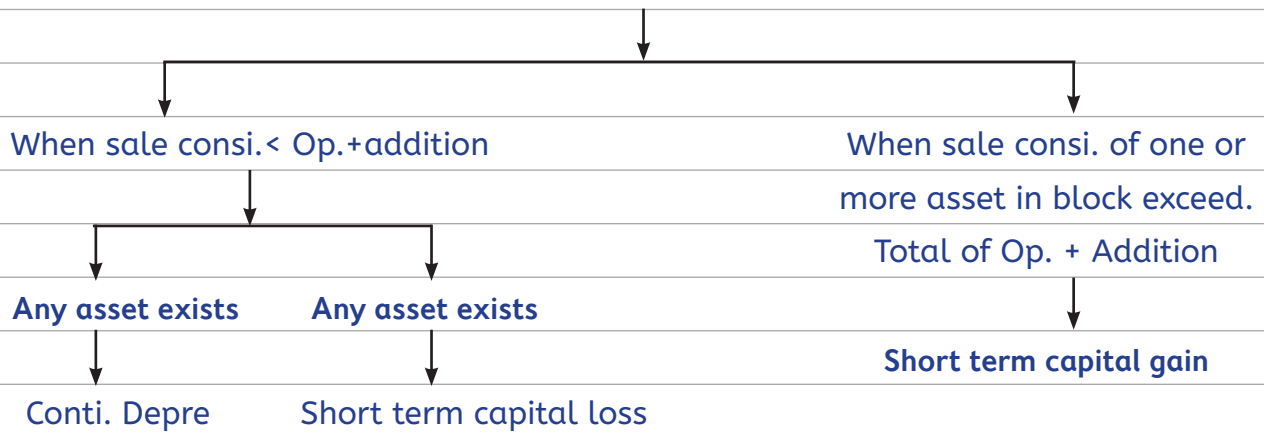 When sale consi.< Op.+addition
When sale consi. of one or
more asset in block exceed.
Total of Op. + Addition
Any asset exists
Any asset exists
Short term capital gain
Conti. Depre
Short term capital loss